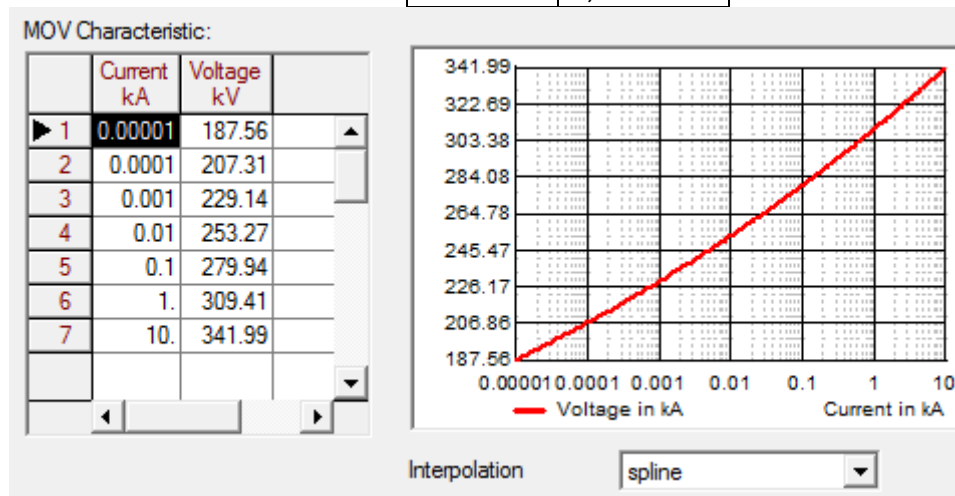 MOV Characteristic:
Current kA Voltage kV
1 0.00001 187.56
2 0.0001 207.31
3 0.001 229.14
4 0.01 253.27
5 0.1 279.94
6 1. 309.41
7 10. 341.99
341.99
322.69
303.38
284.08
264.78
245.47
226.17
206.86
187.56
0.00001 0.0001 0.001 0.01 0.1 1 10
Voltage in kA Current in kA
Interpolation spline